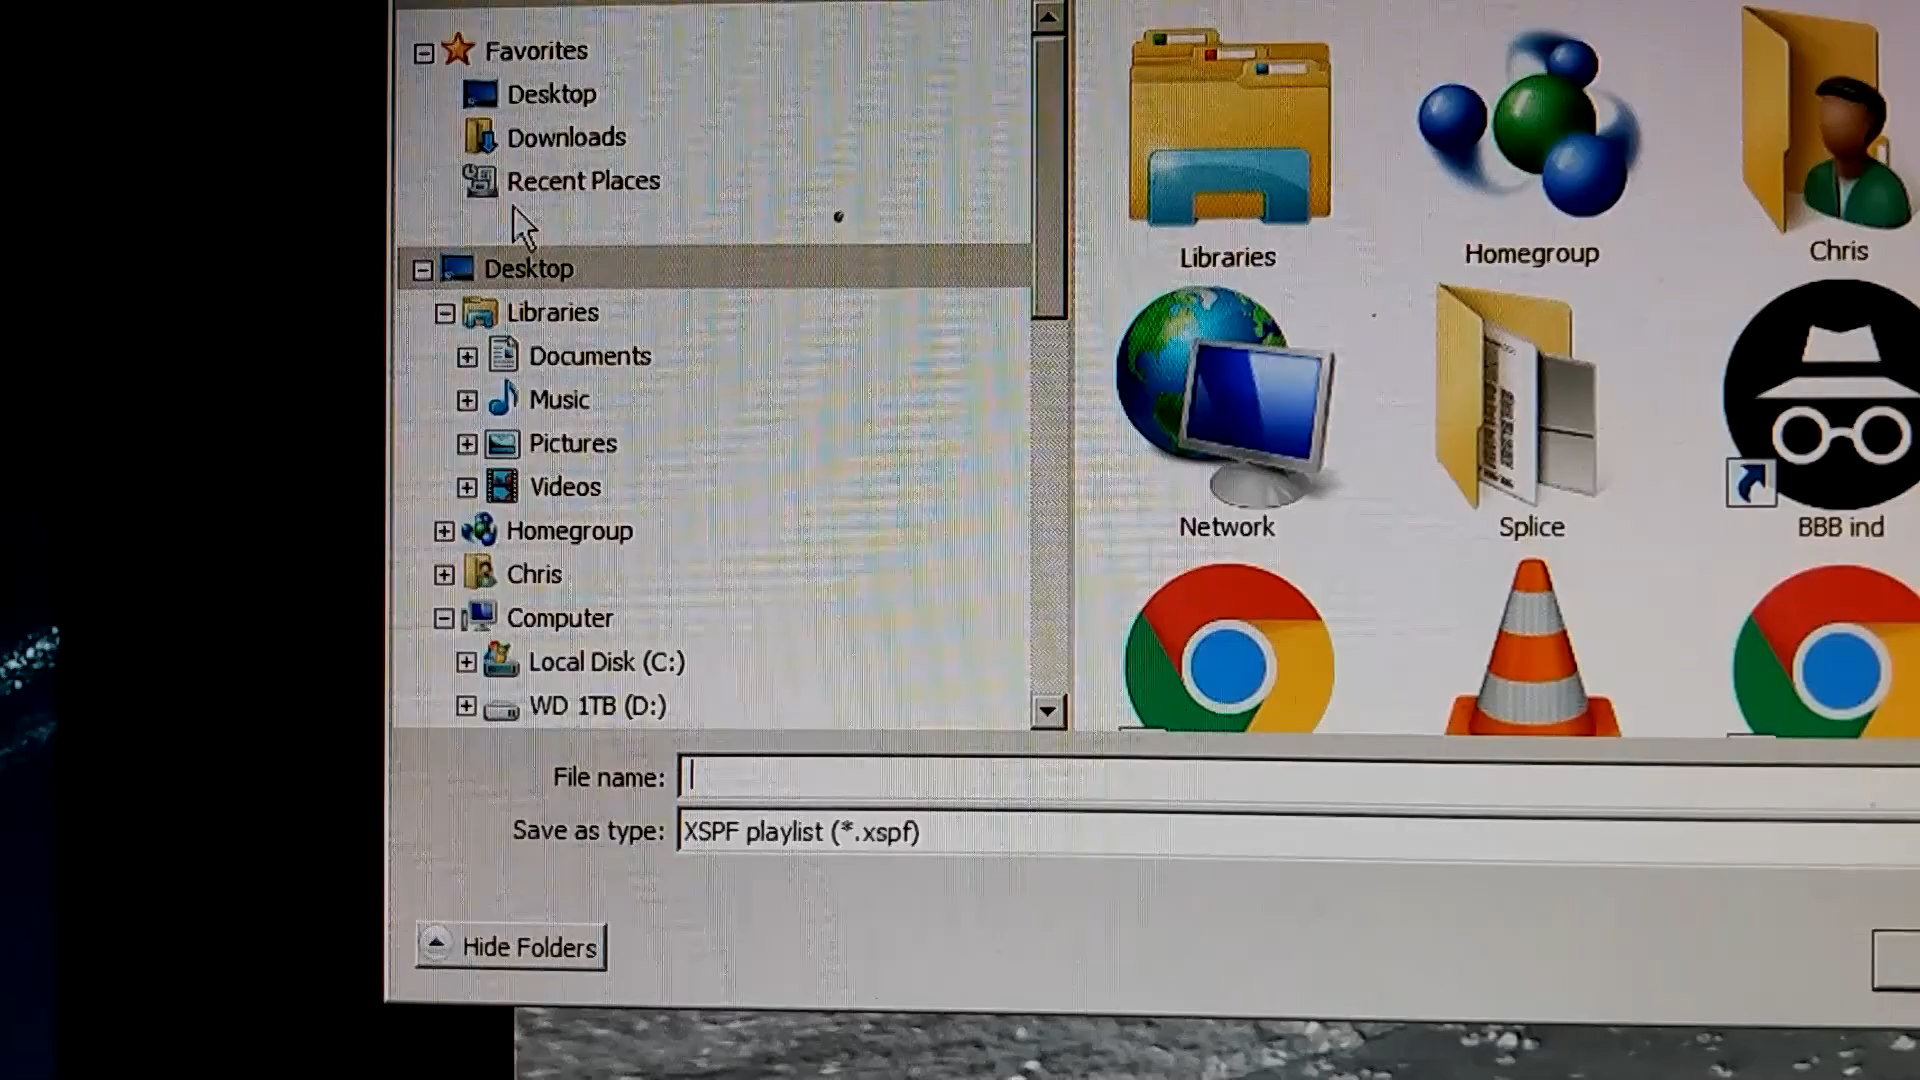 Favorites
Desktop
Downloads
Recent Places
Desktop
Libraries
Documents
Music
Pictures
Videos
Homegroup
Chris
Computer
Local Disk (C:)
WD 1TB (D:)
Libraries
Homegroup
Chris
Network
Splice
BBB ind
File name:
Save as type: XSPF playlist (*.xspf)
Hide Folders